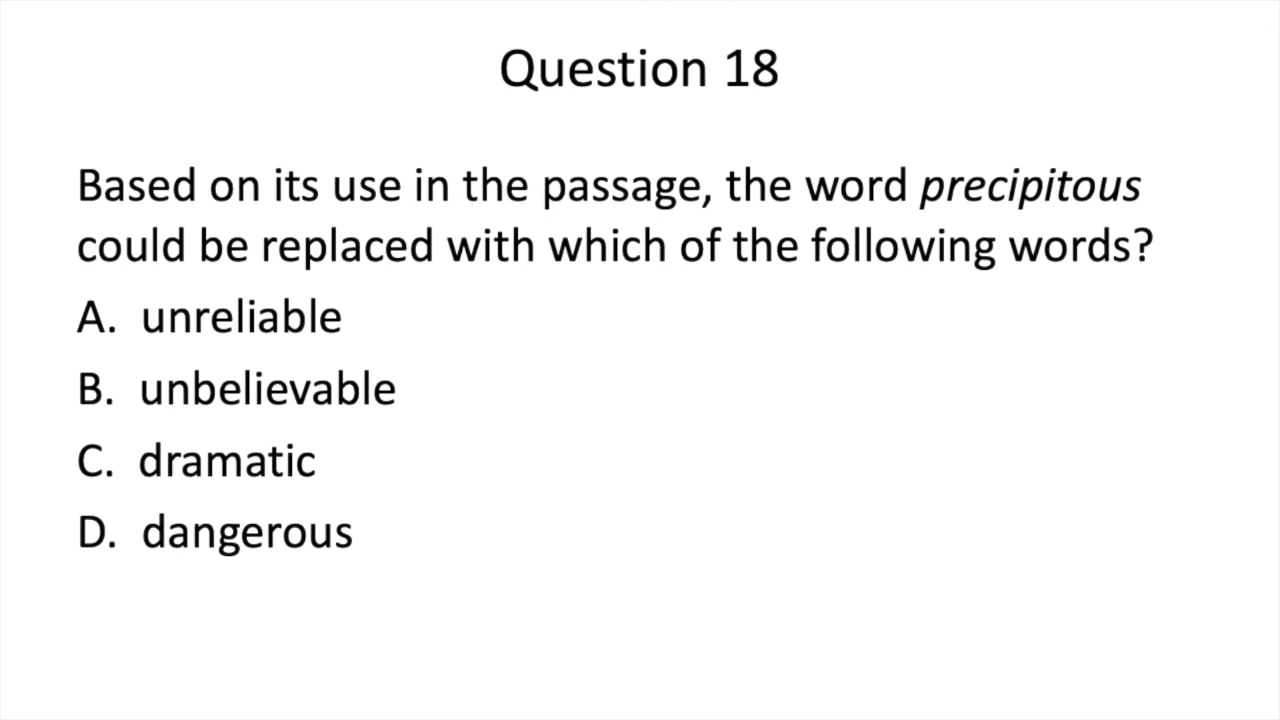 Question 18
Based on its use in the passage, the word precipitous
could be replaced with which of the following words?
A. unreliable
B. unbelievable
C. dramatic
D. dangerous